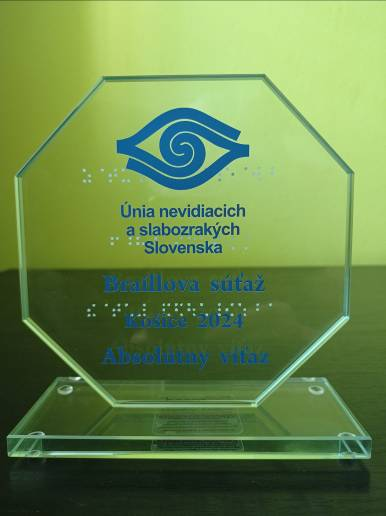 Únia nevidiacich
a slabozrakých
Slovenska
Braillova súťaž
Košice 2024
Absolútny víťaz